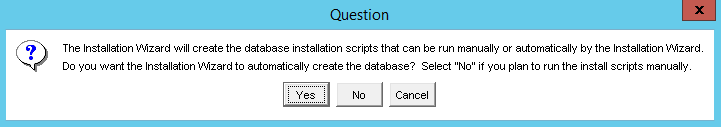 Question
x
?
The Installation Wizard will create the database installation scripts that can be run manually or automatically by the Installation Wizard.
Do you want the Installation Wizard to automatically create the database? Select "No" if you plan to run the install scripts manually.
Yes No Cancel